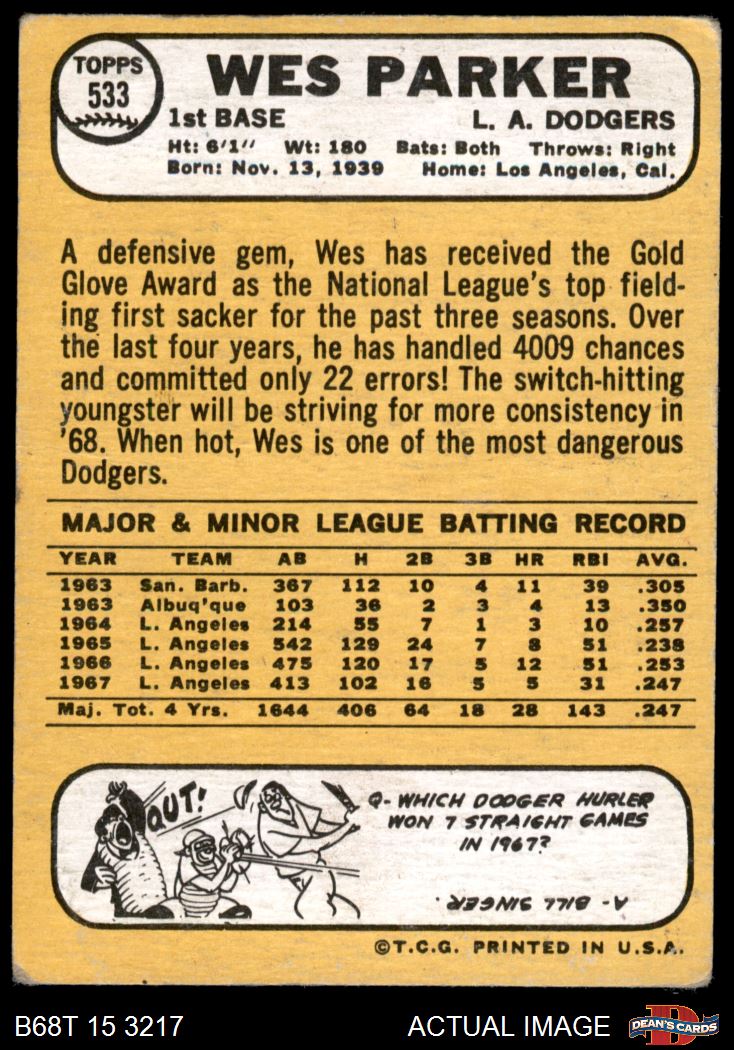 TOPPS
533
WES PARKER
1st BASE L. A. DODGERS
Ht: 6'1" Wt: 180 Bats: Both Throws: Right
Born: Nov. 13, 1939 Home: Los Angeles, Cal.
A defensive gem, Wes has received the Gold
Glove Award as the National League's top field-
ing first sacker for the past three seasons. Over
the last four years, he has handled 4009 chances
and committed only 22 errors! The switch-hitting
youngster will be striving for more consistency in
'68. When hot, Wes is one of the most dangerous
Dodgers.
MAJOR & MINOR LEAGUE BATTING RECORD
YEAR TEAM AB H 2B 3B HR RBI AVG.
1963 San. Barb. 367 112 10 4 11 39 .305
1963 Albuq'que 103 36 2 3 4 13 .350
1964 L. Angeles 214 55 7 1 3 10 .257
1965 L. Angeles 542 129 24 7 8 51 .238
1966 L. Angeles 475 120 17 5 12 51 .253
1967 L. Angeles 413 102 16 5 5 31 .247
Maj. Tot. 4 Yrs. 1644 406 64 18 28 143 .247
OUT!
Q- WHICH DODGER HURLER
WON 7 STRAIGHT GAMES
IN 1967?
A- BILL SINGER.
©T.C.G. PRINTED IN U.S.A.
B68T 15 3217 ACTUAL IMAGE DEAN'S CARDS